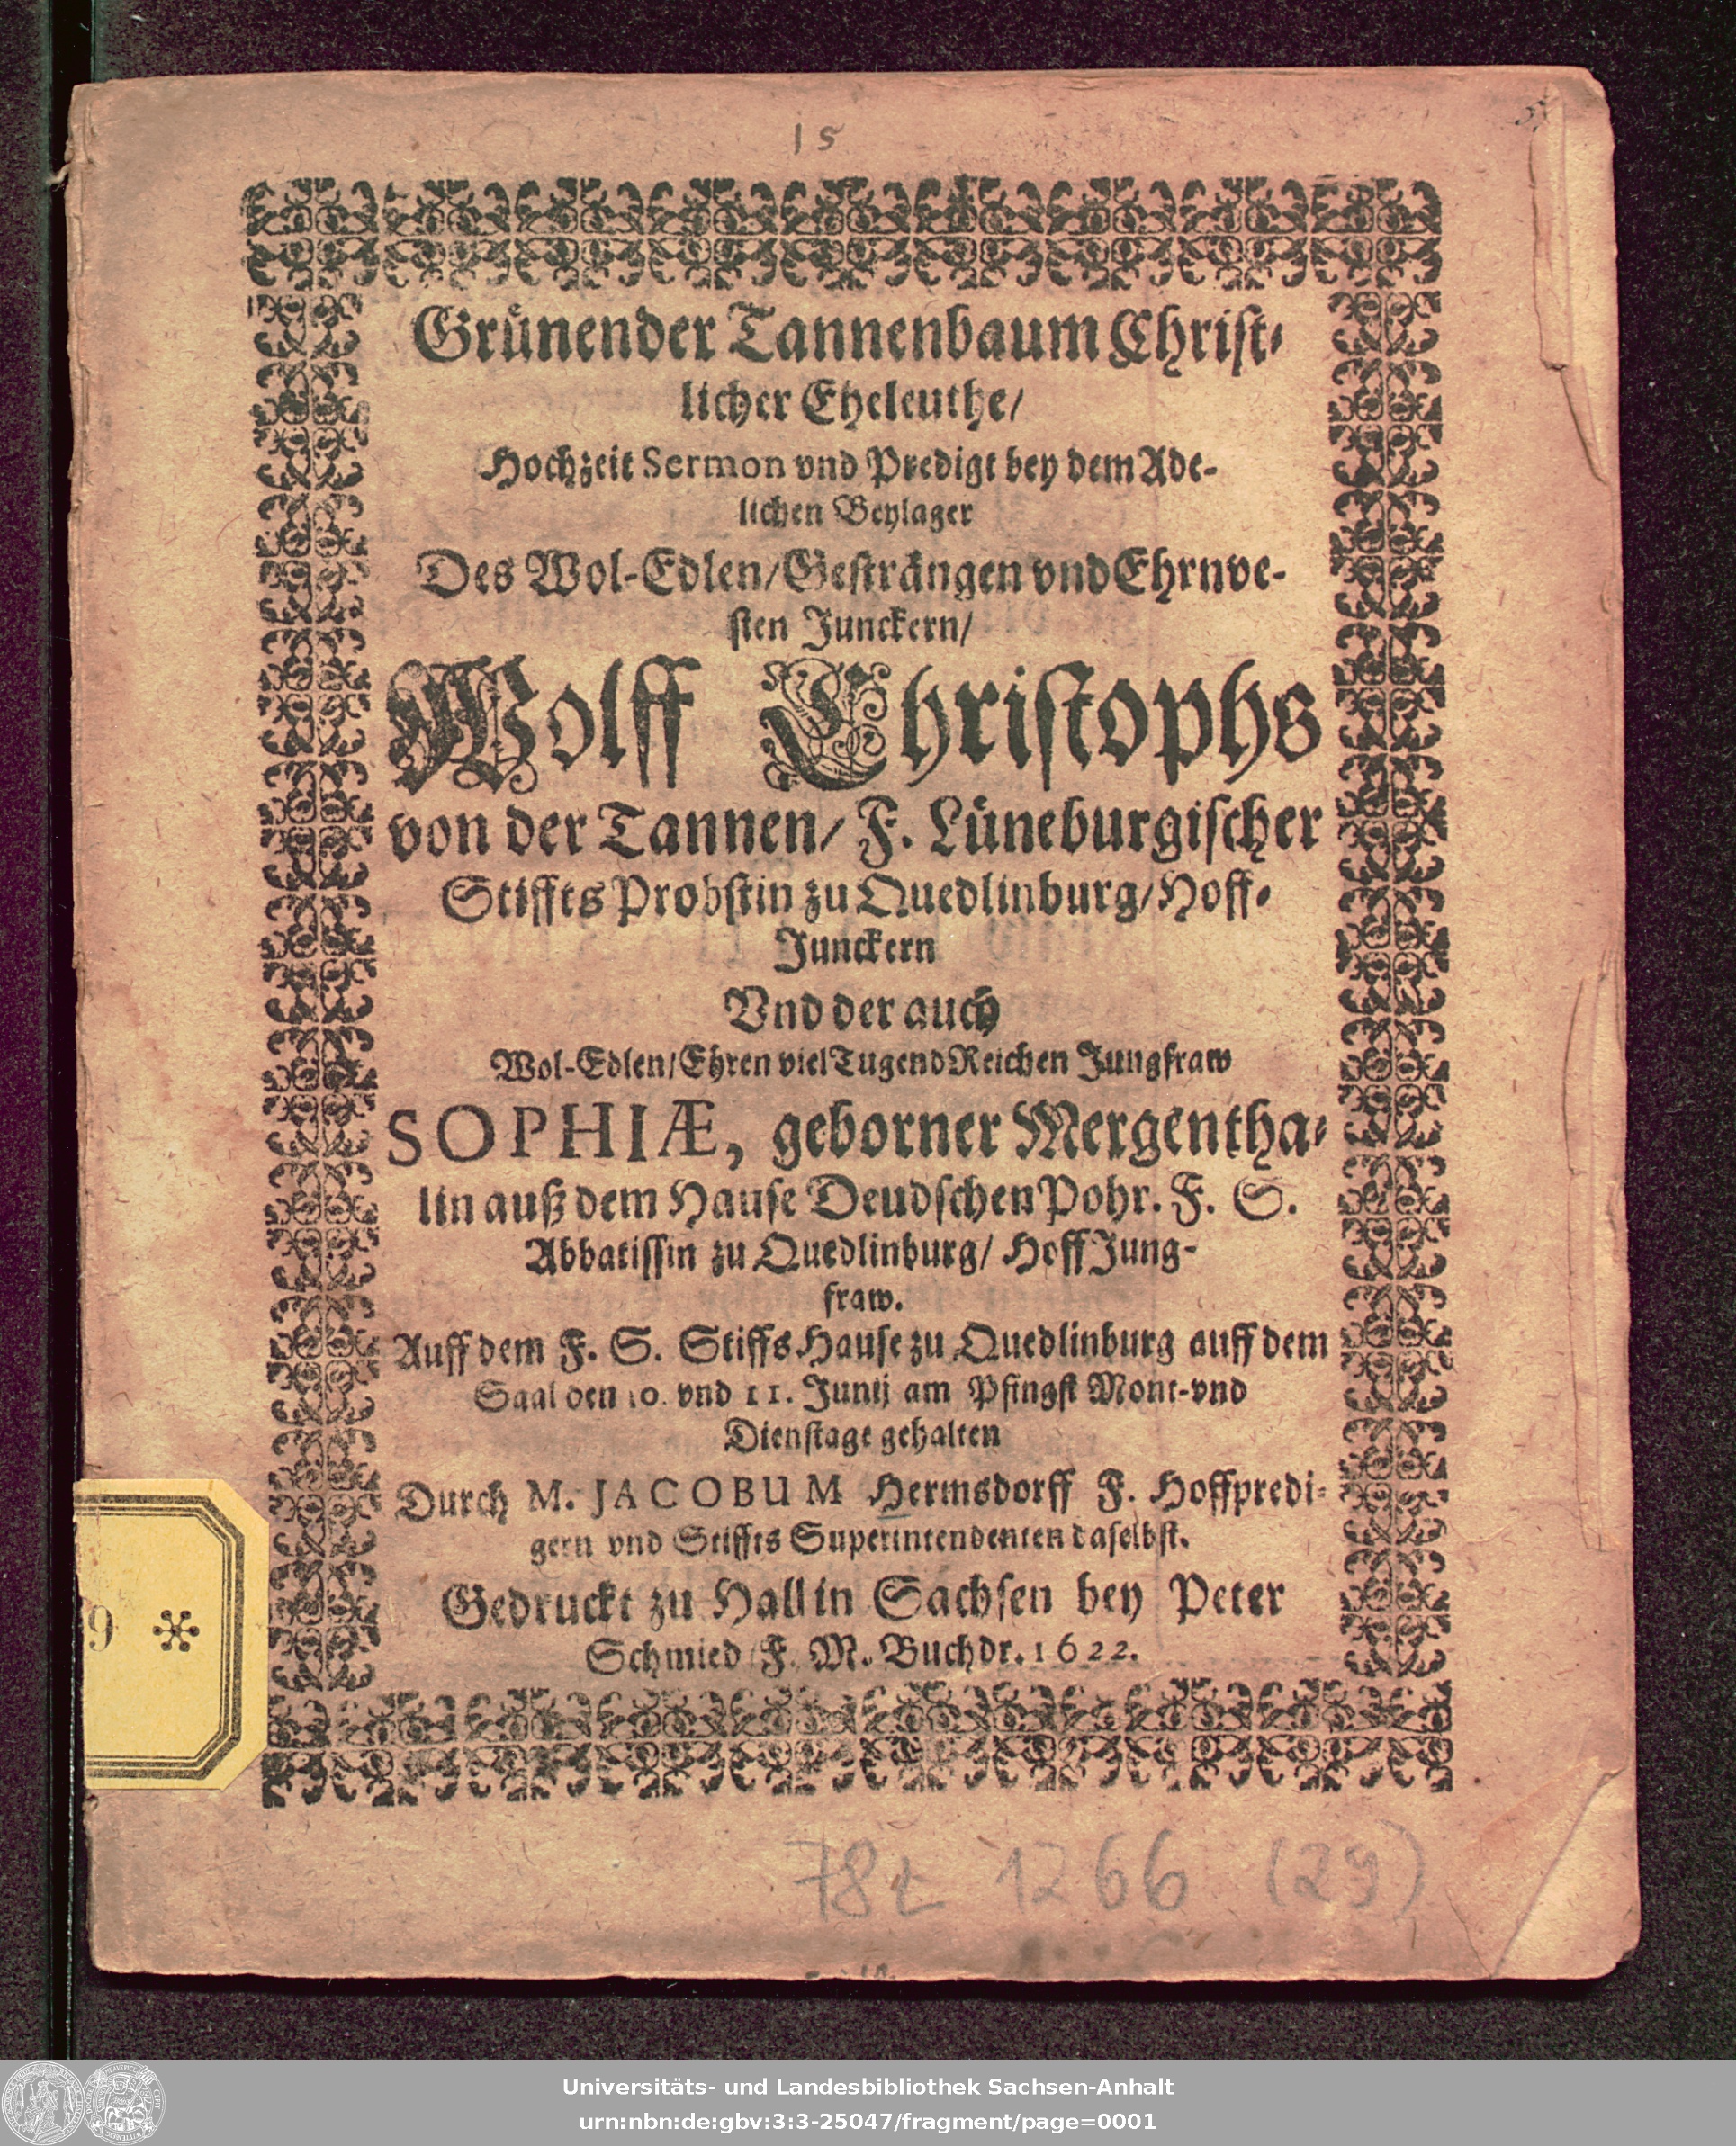 15
Grünender Tannenbaum Christ-
licher Eheleuthe/
Hochzeit Sermon vnd Predigt bey dem Ade-
lichen Beylager
Des Wol-Edlen/Gesträngen vnd Ehrnve-
sten Junckern/
Wolff Christophs
von der Tannen/ F. Lüneburgischer
Stiffts Probstin zu Quedlinburg/Hoff-
Junckern
Vnd der auch
Wol-Edlen/Ehren viel Tugend Reichen Jungfraw
SOPHIÆ, geborner Mergentha-
lin auß dem Hause Deudschen Pohr. F. S.
Abbatissin zu Quedlinburg/ Hoff Jung-
fraw.
Auff dem F. S. Stiffs Hause zu Quedlinburg auff dem
Saal den 10. vnd 11. Junij am Pfingst Mont-vnd
Dienstage gehalten
Durch M. JACOBUM Hermsdorff F. Hoffpredi-
gern vnd Stiffts Superintendenten daselbst.
Gedruckt zu Hall in Sachsen bey Peter
Schmied F. M. Buchdr. 1622.
9 *
78 L 1266 (29)
Universitäts- und Landesbibliothek Sachsen-Anhalt
urn:nbn:de:gbv:3:3-25047/fragment/page=0001